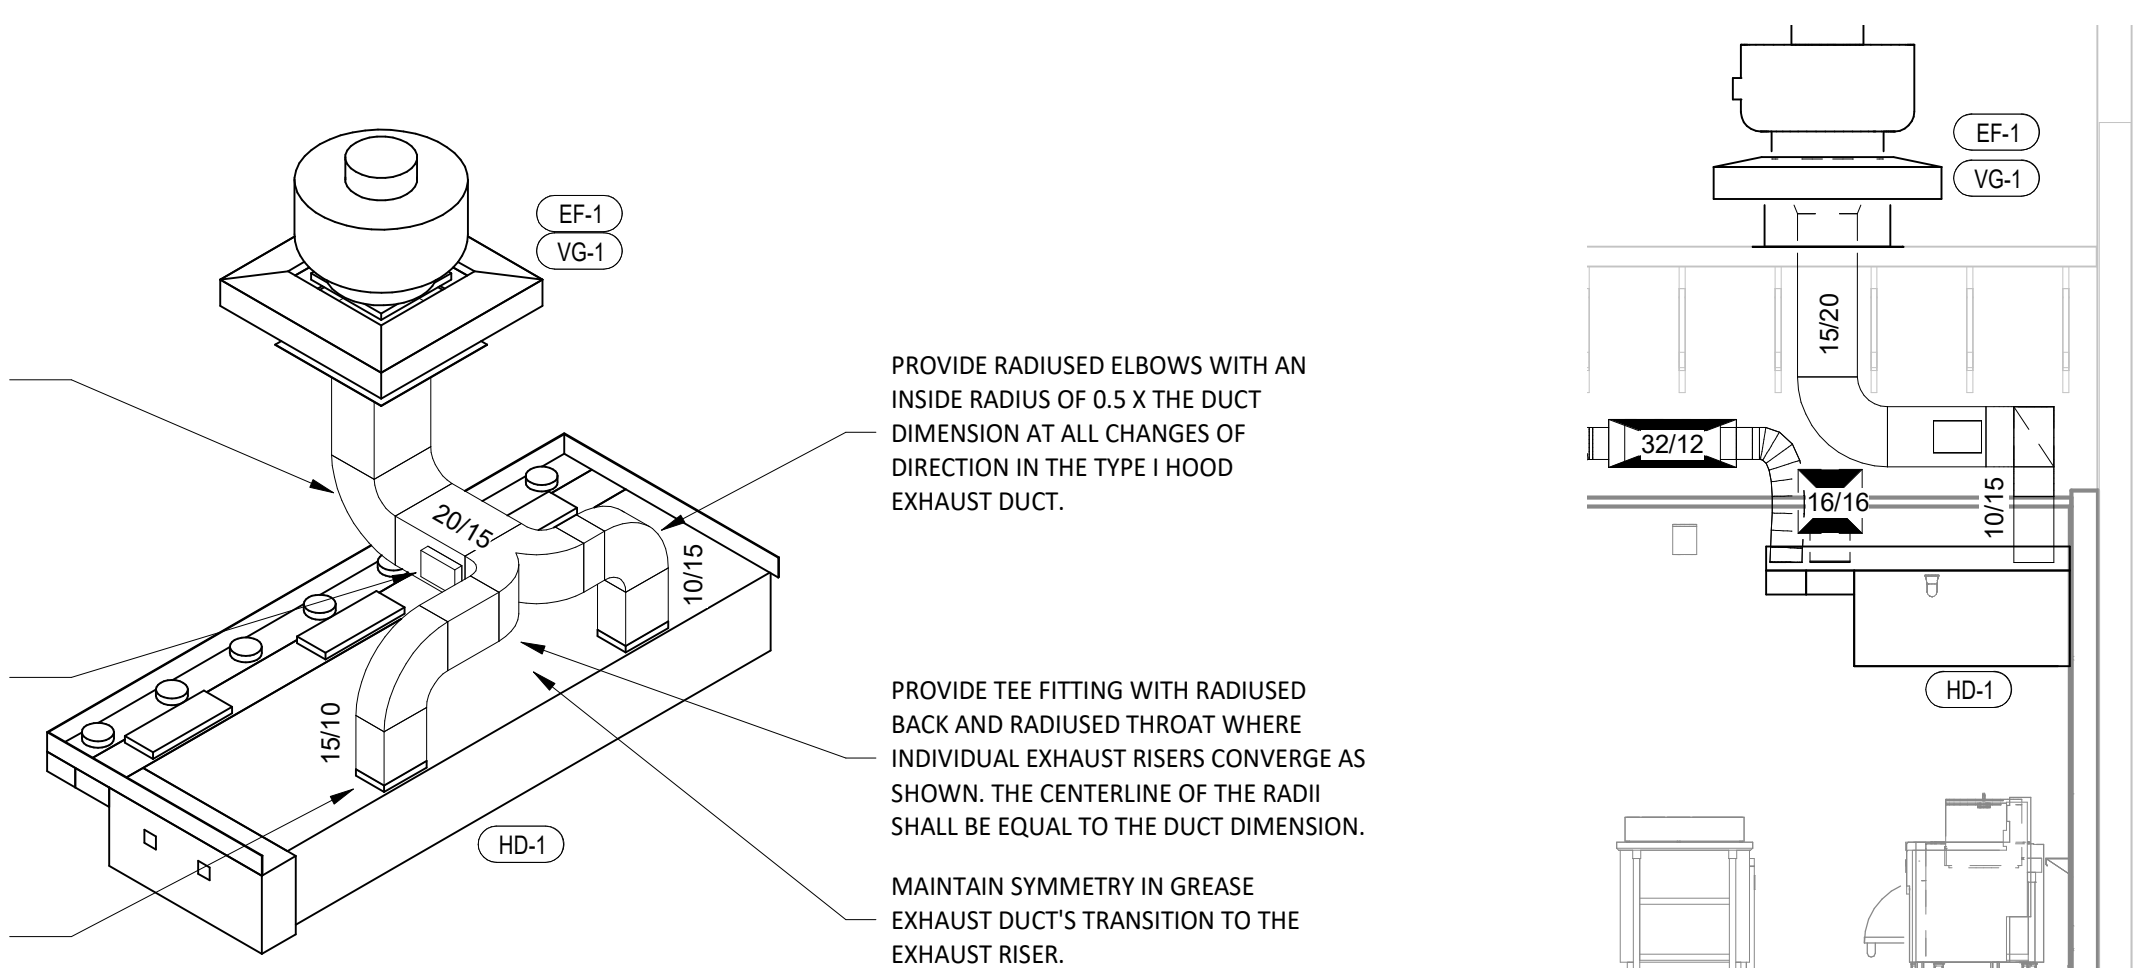 EF-1
VG-1
20/15
10/15
15/10
HD-1
PROVIDE RADIUSED ELBOWS WITH AN
INSIDE RADIUS OF 0.5 X THE DUCT
DIMENSION AT ALL CHANGES OF
DIRECTION IN THE TYPE I HOOD
EXHAUST DUCT.
PROVIDE TEE FITTING WITH RADIUSED
BACK AND RADIUSED THROAT WHERE
INDIVIDUAL EXHAUST RISERS CONVERGE AS
SHOWN. THE CENTERLINE OF THE RADII
SHALL BE EQUAL TO THE DUCT DIMENSION.
MAINTAIN SYMMETRY IN GREASE
EXHAUST DUCT'S TRANSITION TO THE
EXHAUST RISER.
EF-1
VG-1
15/20
32/12
16/16
10/15
HD-1